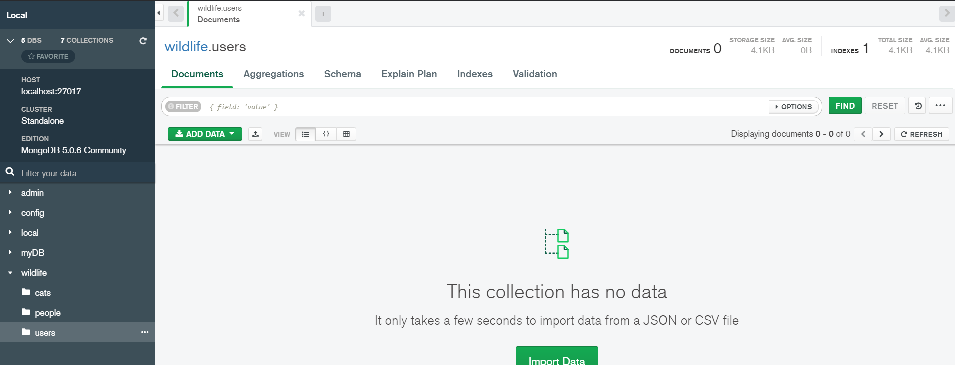 Local
6 DBS 7 COLLECTIONS
FAVORITE
HOST
localhost:27017
CLUSTER
Standalone
EDITION
MongoDB 5.0.6 Community
Filter your data
admin
config
local
myDB
wildlife
cats
people
users
wildlife.users
Documents
wildlife.users
DOCUMENTS 0
STORAGE SIZE
4.1KB
AVG. SIZE
0B
INDEXES 1
TOTAL SIZE
4.1KB
AVG. SIZE
4.1KB
Documents Aggregations Schema Explain Plan Indexes Validation
FILTER { field: 'value' } OPTIONS FIND RESET
ADD DATA VIEW Displaying documents 0 - 0 of 0 REFRESH
This collection has no data
It only takes a few seconds to import data from a JSON or CSV file
Import Data